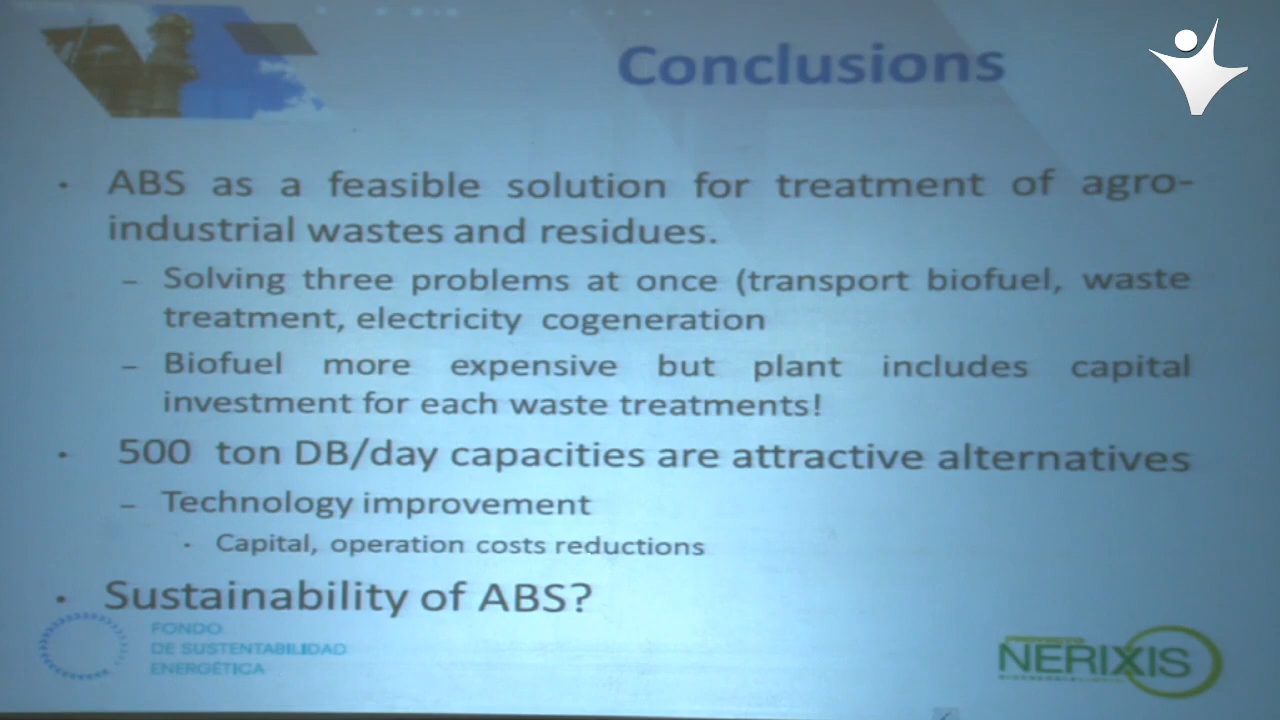 Conclusions
• ABS as a feasible solution for treatment of agro-
industrial wastes and residues.
– Solving three problems at once (transport biofuel, waste
treatment, electricity cogeneration
– Biofuel more expensive but plant includes capital
investment for each waste treatments!
• 500 ton DB/day capacities are attractive alternatives
– Technology improvement
• Capital, operation costs reductions
• Sustainability of ABS?
FONDO
DE SUSTENTABILIDAD
ENERGÉTICA
NERIXIS